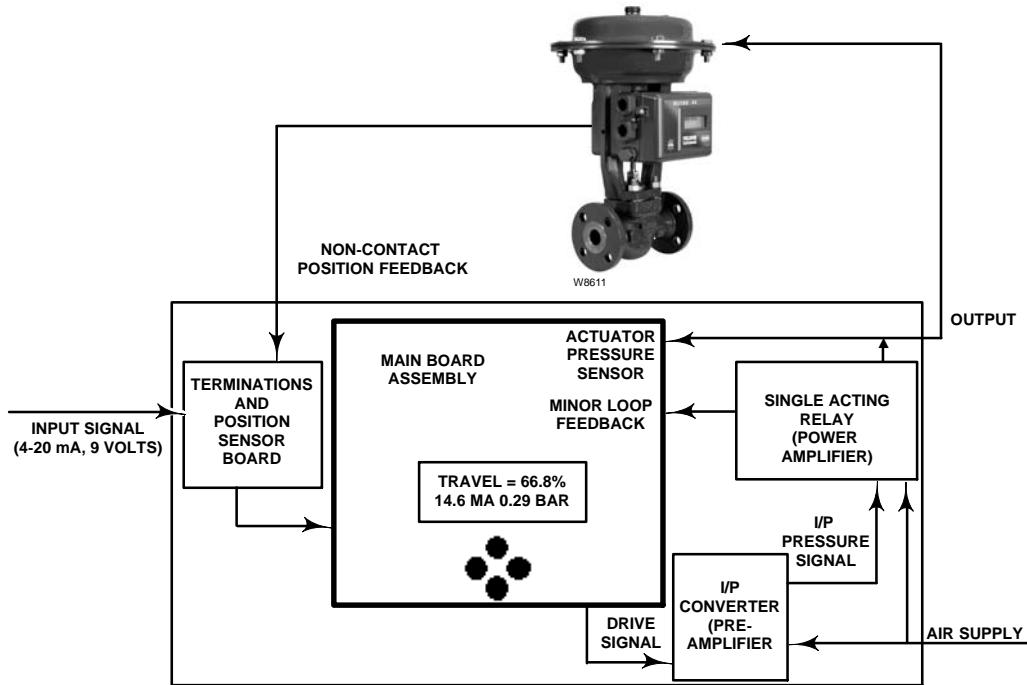 W8611
NON-CONTACT
POSITION FEEDBACK
OUTPUT
INPUT SIGNAL
(4-20 mA, 9 VOLTS)
TERMINATIONS
AND
POSITION
SENSOR
BOARD
MAIN BOARD
ASSEMBLY
ACTUATOR
PRESSURE
SENSOR
MINOR LOOP
FEEDBACK
TRAVEL = 66.8%
14.6 MA 0.29 BAR
SINGLE ACTING
RELAY
(POWER
AMPLIFIER)
I/P
PRESSURE
SIGNAL
DRIVE
SIGNAL
I/P
CONVERTER
(PRE-
AMPLIFIER
AIR SUPPLY